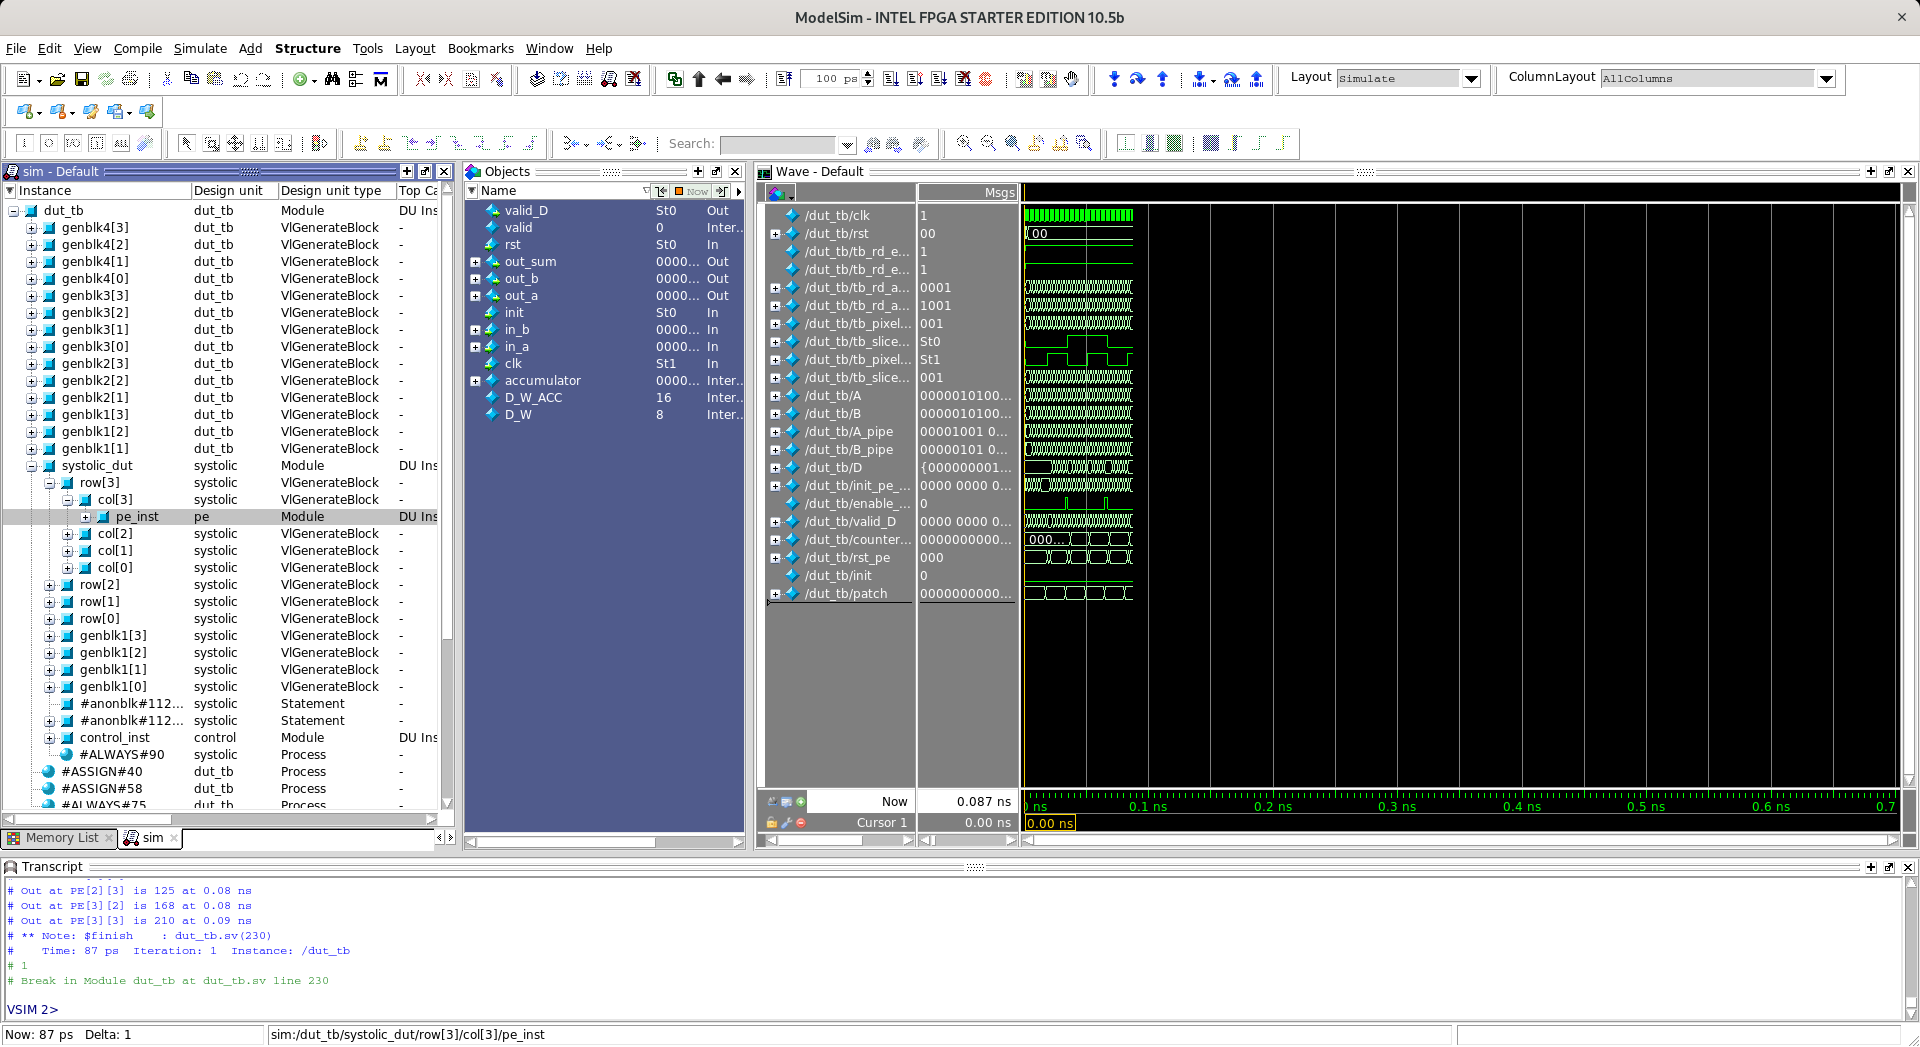 ModelSim - INTEL FPGA STARTER EDITION 10.5b
File Edit View Compile Simulate Add Structure Tools Layout Bookmarks Window Help
100 ps
Layout Simulate
ColumnLayout AllColumns
Search:
sim - Default
Instance Design unit Design unit type Top Ca
dut_tb dut_tb Module DU Ins
genblk4[3] dut_tb VlGenerateBlock -
genblk4[2] dut_tb VlGenerateBlock -
genblk4[1] dut_tb VlGenerateBlock -
genblk4[0] dut_tb VlGenerateBlock -
genblk3[3] dut_tb VlGenerateBlock -
genblk3[2] dut_tb VlGenerateBlock -
genblk3[1] dut_tb VlGenerateBlock -
genblk3[0] dut_tb VlGenerateBlock -
genblk2[3] dut_tb VlGenerateBlock -
genblk2[2] dut_tb VlGenerateBlock -
genblk2[1] dut_tb VlGenerateBlock -
genblk1[3] dut_tb VlGenerateBlock -
genblk1[2] dut_tb VlGenerateBlock -
genblk1[1] dut_tb VlGenerateBlock -
systolic_dut systolic Module DU Ins
row[3] systolic VlGenerateBlock -
col[3] systolic VlGenerateBlock -
pe_inst pe Module DU Ins
col[2] systolic VlGenerateBlock -
col[1] systolic VlGenerateBlock -
col[0] systolic VlGenerateBlock -
row[2] systolic VlGenerateBlock -
row[1] systolic VlGenerateBlock -
row[0] systolic VlGenerateBlock -
genblk1[3] systolic VlGenerateBlock -
genblk1[2] systolic VlGenerateBlock -
genblk1[1] systolic VlGenerateBlock -
genblk1[0] systolic VlGenerateBlock -
#anonblk#112... systolic Statement -
#anonblk#112... systolic Statement -
control_inst control Module DU Ins
#ALWAYS#90 systolic Process -
#ASSIGN#40 dut_tb Process -
#ASSIGN#58 dut_tb Process -
#ALWAYS#75 dut_tb Process -
Memory List sim
Objects
Name Now
valid_D St0 Out
valid 0 Inter..
rst St0 In
out_sum 0000... Out
out_b 0000... Out
out_a 0000... Out
init St0 In
in_b 0000... In
in_a 0000... In
clk St1 In
accumulator 0000... Inter..
D_W_ACC 16 Inter..
D_W 8 Inter..
Wave - Default
Msgs
/dut_tb/clk 1
/dut_tb/rst 00 00
/dut_tb/tb_rd_e... 1
/dut_tb/tb_rd_e... 1
/dut_tb/tb_rd_a... 0001
/dut_tb/tb_rd_a... 1001
/dut_tb/tb_pixel... 001
/dut_tb/tb_slice... St0
/dut_tb/tb_pixel... St1
/dut_tb/tb_slice... 001
/dut_tb/A 0000010100...
/dut_tb/B 0000010100...
/dut_tb/A_pipe 00001001 0...
/dut_tb/B_pipe 00000101 0...
/dut_tb/D {000000001...
/dut_tb/init_pe_... 0000 0000 0...
/dut_tb/enable_... 0
/dut_tb/valid_D 0000 0000 0...
/dut_tb/counter... 0000000000... 000...
/dut_tb/rst_pe 000
/dut_tb/init 0
/dut_tb/patch 0000000000...
Now 0.087 ns
ns 0.1 ns 0.2 ns 0.3 ns 0.4 ns 0.5 ns 0.6 ns 0.7
Cursor 1 0.00 ns 0.00 ns
Transcript
# Out at PE[2][3] is 125 at 0.08 ns
# Out at PE[3][2] is 168 at 0.08 ns
# Out at PE[3][3] is 210 at 0.09 ns
# ** Note: $finish : dut_tb.sv(230)
# Time: 87 ps Iteration: 1 Instance: /dut_tb
# 1
# Break in Module dut_tb at dut_tb.sv line 230
VSIM 2>
Now: 87 ps Delta: 1 sim:/dut_tb/systolic_dut/row[3]/col[3]/pe_inst